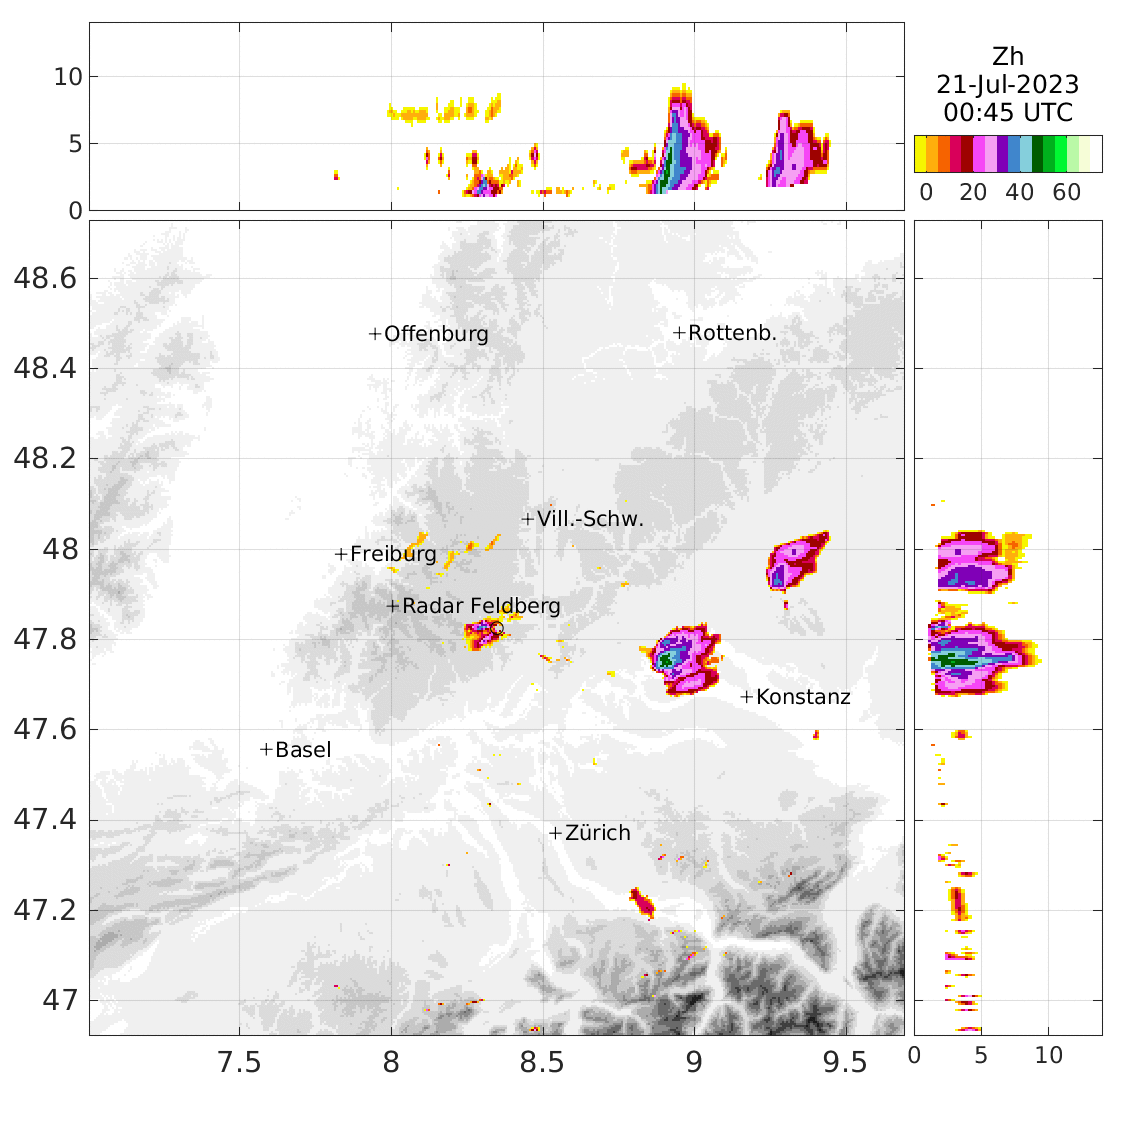 Zh
21-Jul-2023
00:45 UTC
0 20 40 60
10
5
0
48.6
48.4
48.2
48
47.8
47.6
47.4
47.2
47
+Offenburg
+Rottenb.
+Vill.-Schw.
+Freiburg
+Radar Feldberg
+Konstanz
+Basel
+Zürich
7.5 8 8.5 9 9.5
0 5 10